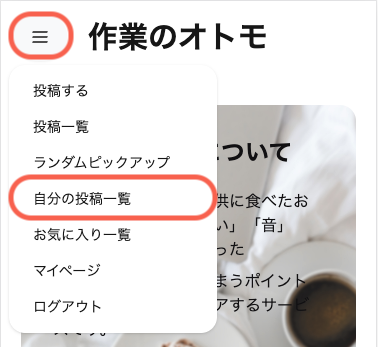 作業のオトモ
投稿する
投稿一覧
ランダムピックアップ
自分の投稿一覧
お気に入り一覧
マイページ
ログアウト
ついて
供に食べたお
い」「音」
った
まうポイント
アするサービ